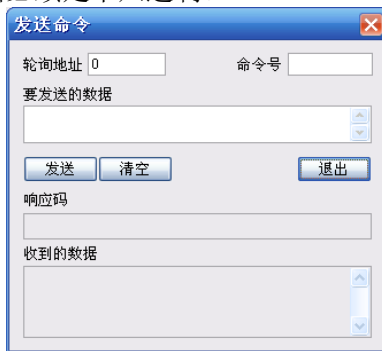 发送命令
轮询地址 0 命令号
要发送的数据
发送 清空 退出
响应码
收到的数据